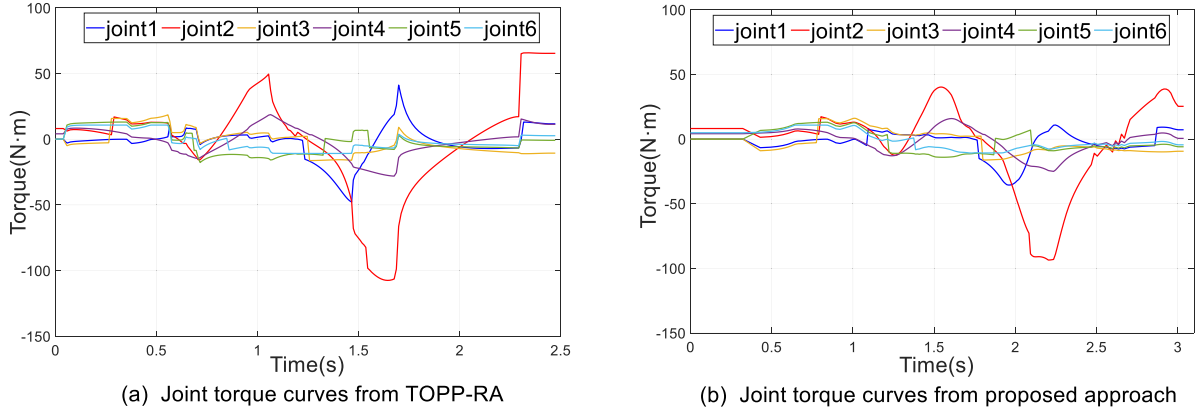 100
50
0
-50
-100
-150
Torque(N·m)
joint1 joint2 joint3 joint4 joint5 joint6
0 0.5 1 1.5 2 2.5
Time(s)
(a) Joint torque curves from TOPP-RA
100
50
0
-50
-100
-150
Torque(N·m)
joint1 joint2 joint3 joint4 joint5 joint6
0 0.5 1 1.5 2 2.5 3
Time(s)
(b) Joint torque curves from proposed approach